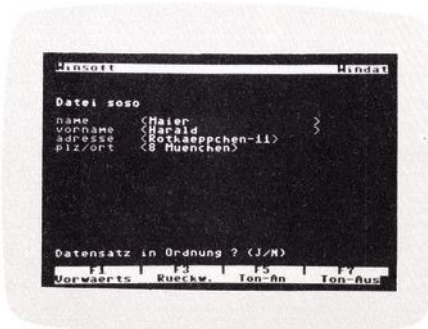 Winsoft Windat
Datei soso
name <Maier >
vorname <Harald >
adresse <Rotkaeppchen-11>
plz/ort <8 Muenchen>
Datensatz in Ordnung ? (J/N)
F1 F3 F5 F7
Vorwaerts Rueckw. Ton-An Ton-Aus